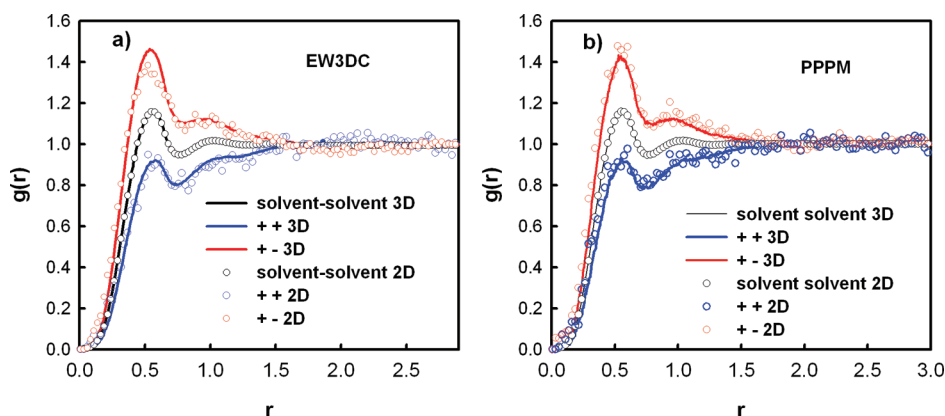 a)
EW3DC
g(r)
1.6
1.4
1.2
1.0
0.8
0.6
0.4
0.2
0.0
solvent-solvent 3D
+ + 3D
+ - 3D
solvent-solvent 2D
+ + 2D
+ - 2D
0.0 0.5 1.0 1.5 2.0 2.5
r
b)
PPPM
g(r)
1.6
1.4
1.2
1.0
0.8
0.6
0.4
0.2
0.0
solvent solvent 3D
+ + 3D
+ - 3D
solvent solvent 2D
+ + 2D
+ - 2D
0.0 0.5 1.0 1.5 2.0 2.5 3.0
r